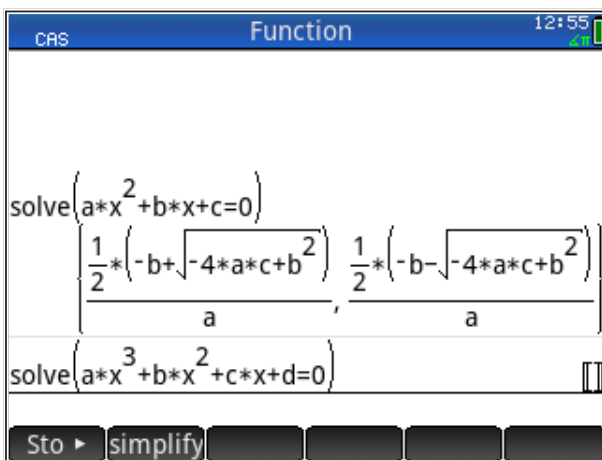 CAS Function 12:55
∡π
solve(a*x^2+b*x+c=0)
{(1/2*(-b+√(-4*a*c+b^2)))/a, (1/2*(-b-√(-4*a*c+b^2)))/a}
solve(a*x^3+b*x^2+c*x+d=0) []
Sto ▸ simplify